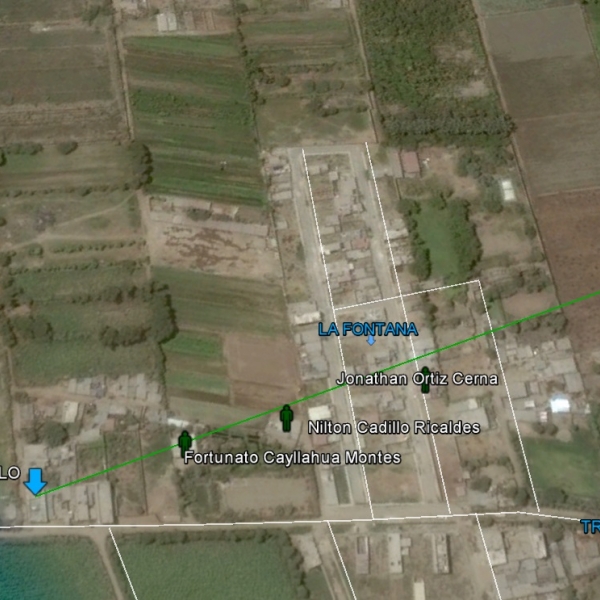 LA FONTANA
Jonathan Ortiz Cerna
Nilton Cadillo Ricaldes
Fortunato Cayllahua Montes
LO
TR